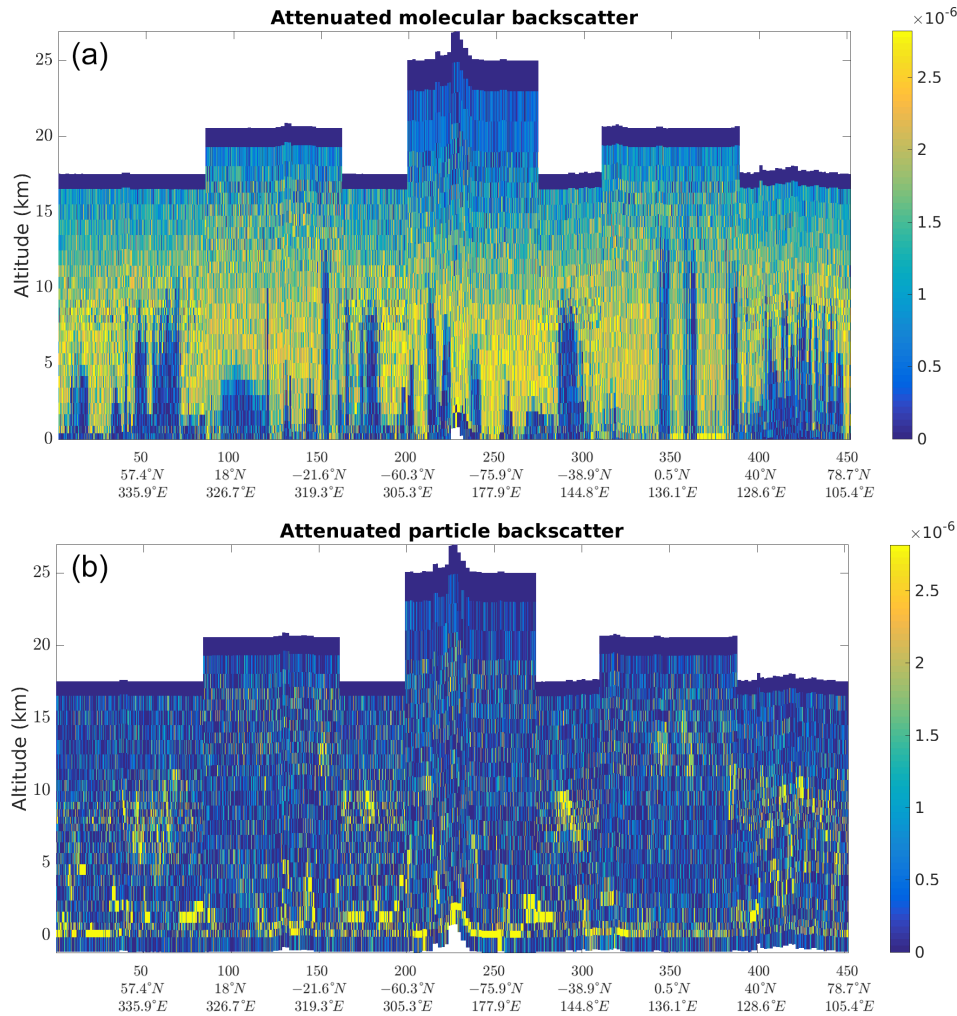 Attenuated molecular backscatter
×10⁻⁶
(a)
25
20
15
10
5
0
Altitude (km)
2.5
2
1.5
1
0.5
0
50 100 150 200 250 300 350 400 450
57.4°N 18°N −21.6°N −60.3°N −75.9°N −38.9°N 0.5°N 40°N 78.7°N
335.9°E 326.7°E 319.3°E 305.3°E 177.9°E 144.8°E 136.1°E 128.6°E 105.4°E
Attenuated particle backscatter
×10⁻⁶
(b)
25
20
15
10
5
0
Altitude (km)
2.5
2
1.5
1
0.5
0
50 100 150 200 250 300 350 400 450
57.4°N 18°N −21.6°N −60.3°N −75.9°N −38.9°N 0.5°N 40°N 78.7°N
335.9°E 326.7°E 319.3°E 305.3°E 177.9°E 144.8°E 136.1°E 128.6°E 105.4°E